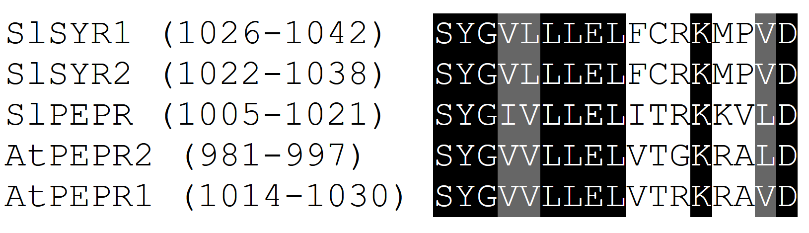 SlSYR1 (1026-1042) SYGVLLLELFCRKMPVD
SlSYR2 (1022-1038) SYGVLLLELFCRKMPVD
SlPEPR (1005-1021) SYGIVLLELITRKKVLD
AtPEPR2 (981-997) SYGVVLLELVTGKRALD
AtPEPR1 (1014-1030) SYGVVLLELVTRKRAVD